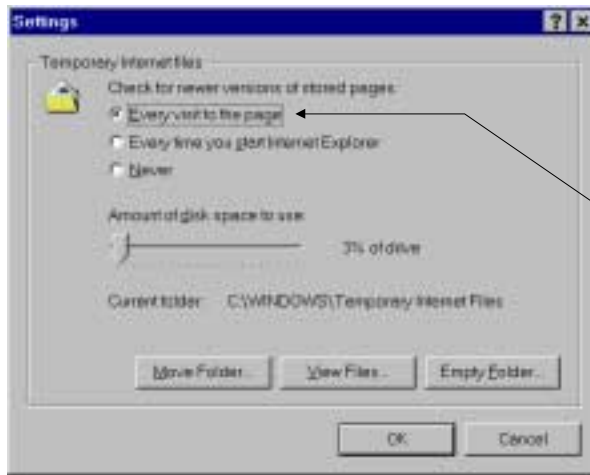 Settings
Temporary Internet files
Check for newer versions of stored pages:
Every visit to the page
Every time you start Internet Explorer
Never
Amount of disk space to use:
3% of drive
Current folder: C:\WINDOWS\Temporary Internet Files
Move Folder... View Files... Empty Folder...
OK Cancel